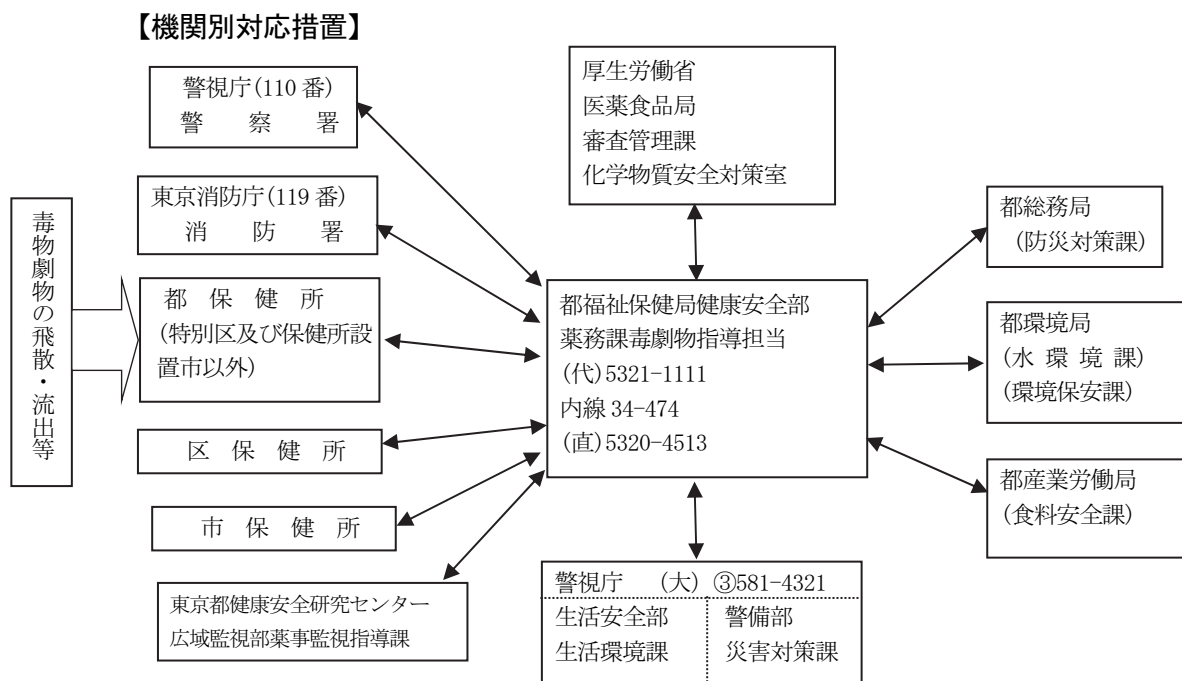 【機関別対応措置】
警視庁(110 番)
警 察 署
東京消防庁(119 番)
消 防 署
毒物劇物の飛散・流出等
都 保 健 所
(特別区及び保健所設
置市以外)
区 保 健 所
市 保 健 所
東京都健康安全研究センター
広域監視部薬事監視指導課
厚生労働省
医薬食品局
審査管理課
化学物質安全対策室
都福祉保健局健康安全部
薬務課毒劇物指導担当
(代)5321-1111
内線 34-474
(直)5320-4513
警視庁 (大) ③581-4321
生活安全部
生活環境課
警備部
災害対策課
都総務局
(防災対策課)
都環境局
(水 環 境 課)
(環境保安課)
都産業労働局
(食料安全課)